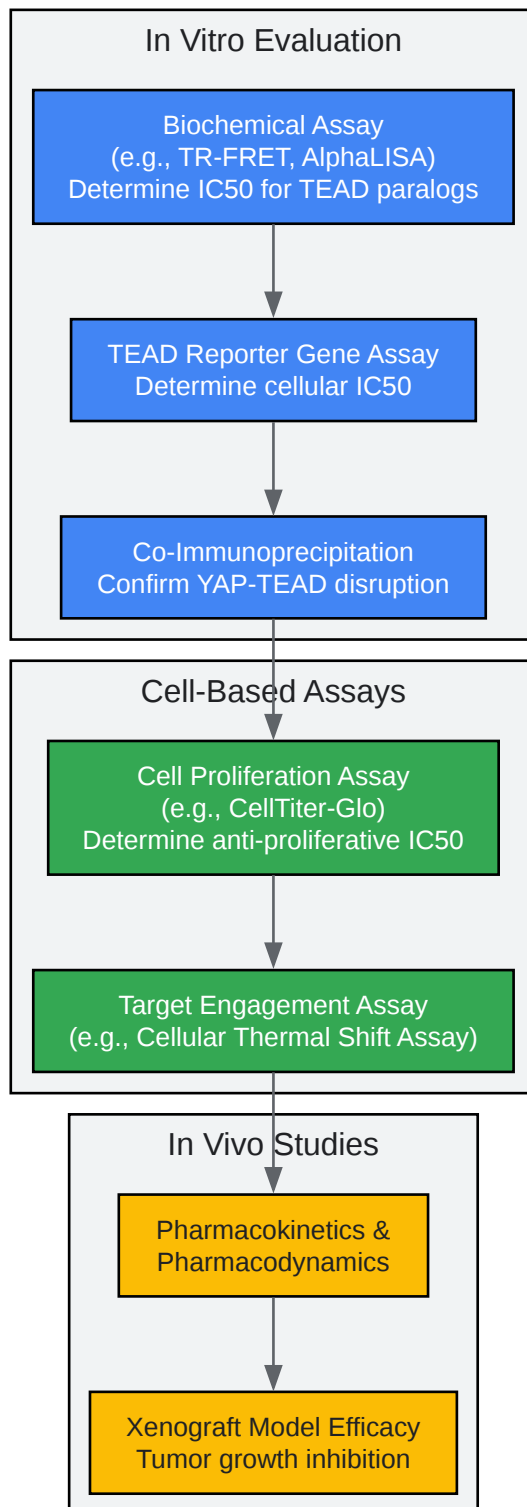 In Vitro Evaluation
Biochemical Assay
(e.g., TR-FRET, AlphaLISA)
Determine IC50 for TEAD paralogs
TEAD Reporter Gene Assay
Determine cellular IC50
Co-Immunoprecipitation
Confirm YAP-TEAD disruption
Cell-Based Assays
Cell Proliferation Assay
(e.g., CellTiter-Glo)
Determine anti-proliferative IC50
Target Engagement Assay
(e.g., Cellular Thermal Shift Assay)
In Vivo Studies
Pharmacokinetics &
Pharmacodynamics
Xenograft Model Efficacy
Tumor growth inhibition